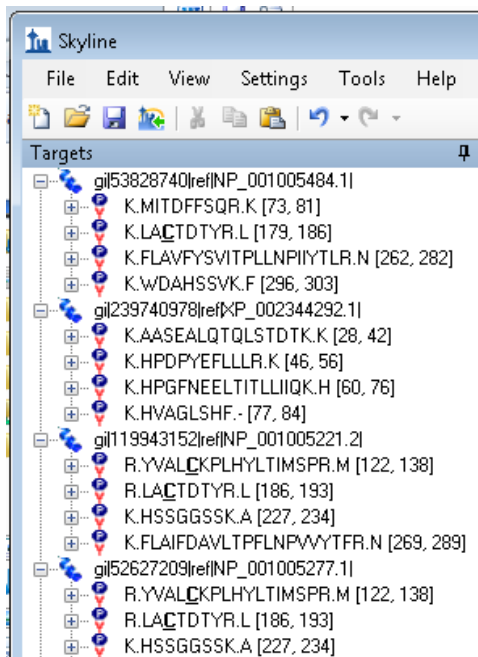 Skyline
File Edit View Settings Tools Help
Targets
gi|53828740|ref|NP_001005484.1|
K.MITDFFSQR.K [73, 81]
K.LACTDTYR.L [179, 186]
K.FLAVFYSVITPLLNPIIYTLR.N [262, 282]
K.WDAHSSVK.F [296, 303]
gi|239740978|ref|XP_002344292.1|
K.AASEALQTQLSTDTK.K [28, 42]
K.HPDPYEFLLLR.K [46, 56]
K.HPGFNEELTITLLIIQK.H [60, 76]
K.HVAGLSHF.- [77, 84]
gi|119943152|ref|NP_001005221.2|
R.YVALCKPLHYLTIMSPR.M [122, 138]
R.LACTDTYR.L [186, 193]
K.HSSGGSSK.A [227, 234]
K.FLAIFDAVLTPFLNPVVYTFR.N [269, 289]
gi|52627209|ref|NP_001005277.1|
R.YVALCKPLHYLTIMSPR.M [122, 138]
R.LACTDTYR.L [186, 193]
K.HSSGGSSK.A [227, 234]